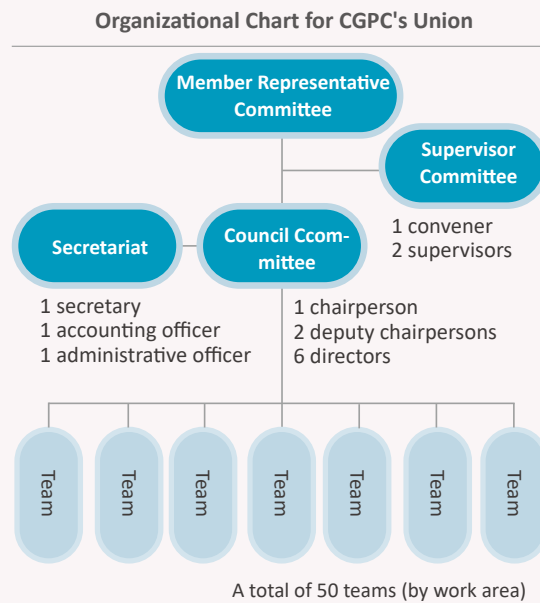 Organizational Chart for CGPC's Union
Member Representative
Committee
Supervisor
Committee
1 convener
2 supervisors
Secretariat
Council Ccom-
mittee
1 secretary
1 accounting officer
1 administrative officer
1 chairperson
2 deputy chairpersons
6 directors
Team
Team
Team
Team
Team
Team
Team
A total of 50 teams (by work area)